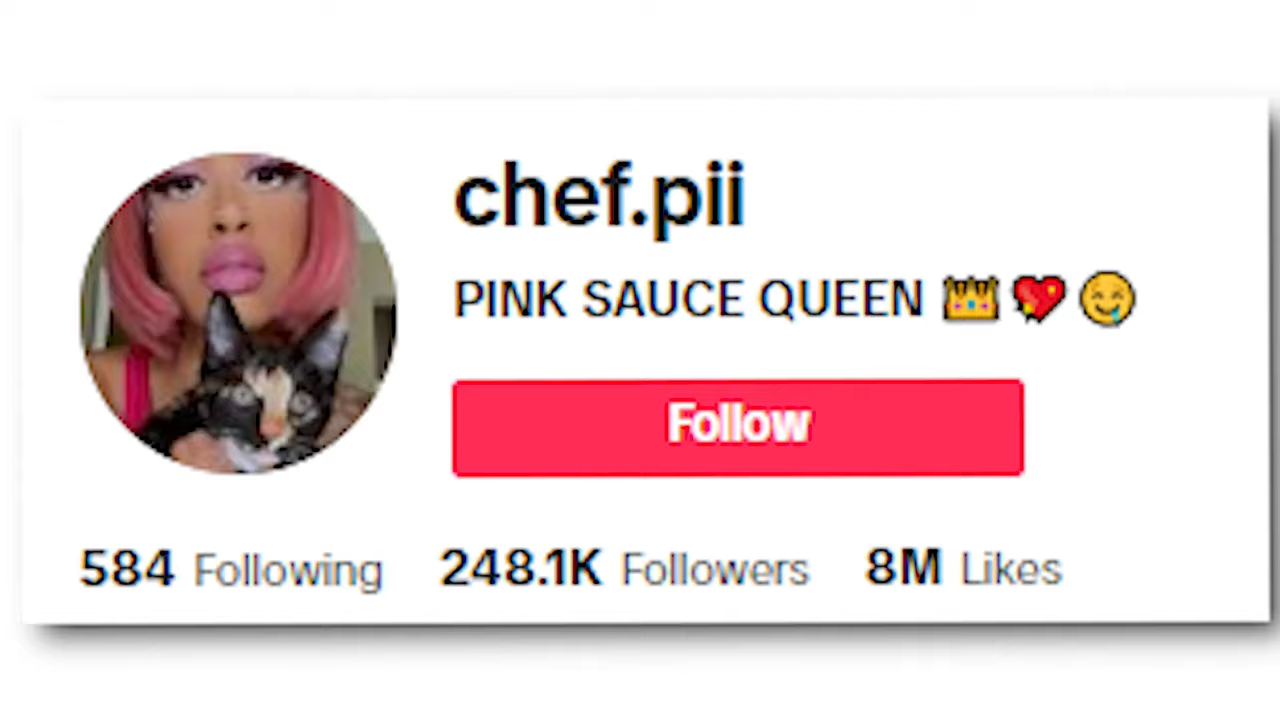 chef.pii
PINK SAUCE QUEEN 👑💖🤤
Follow
584 Following 248.1K Followers 8M Likes